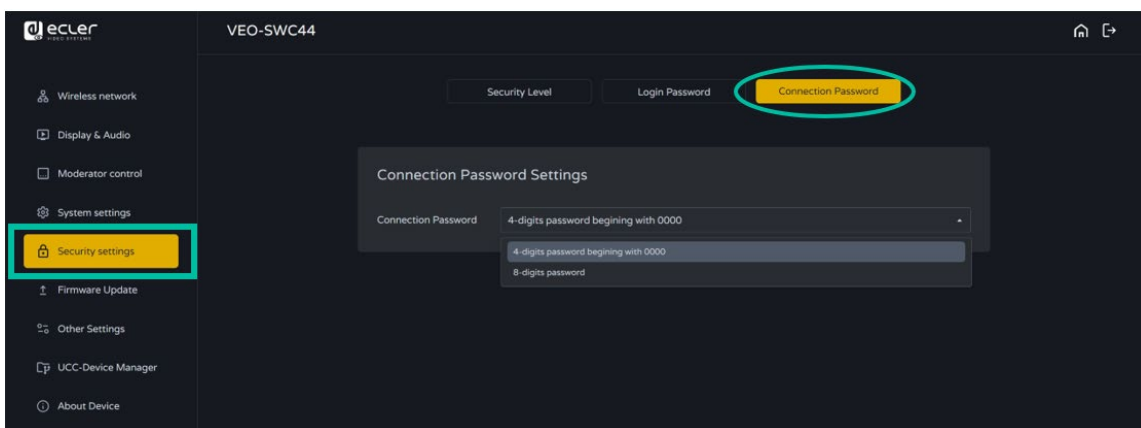 ecler
VIDEO SYSTEMS
VEO-SWC44
Wireless network
Display & Audio
Moderator control
System settings
Security settings
Firmware Update
Other Settings
UCC-Device Manager
About Device
Security Level
Login Password
Connection Password
Connection Password Settings
Connection Password
4-digits password begining with 0000
4-digits password begining with 0000
8-digits password